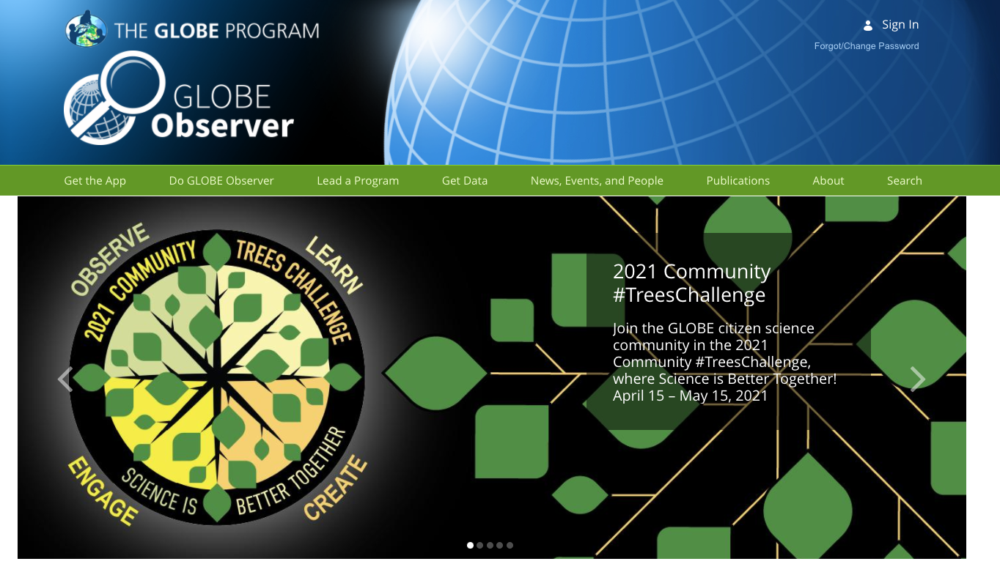 THE GLOBE PROGRAM
Sign In
Forgot/Change Password
GLOBE
Observer
Get the App
Do GLOBE Observer
Lead a Program
Get Data
News, Events, and People
Publications
About
Search
OBSERVE
LEARN
2021 COMMUNITY
TREES CHALLENGE
SCIENCE IS
BETTER TOGETHER
ENGAGE
CREATE
2021 Community
#TreesChallenge
Join the GLOBE citizen science
community in the 2021
Community #TreesChallenge,
where Science is Better Together!
April 15 – May 15, 2021